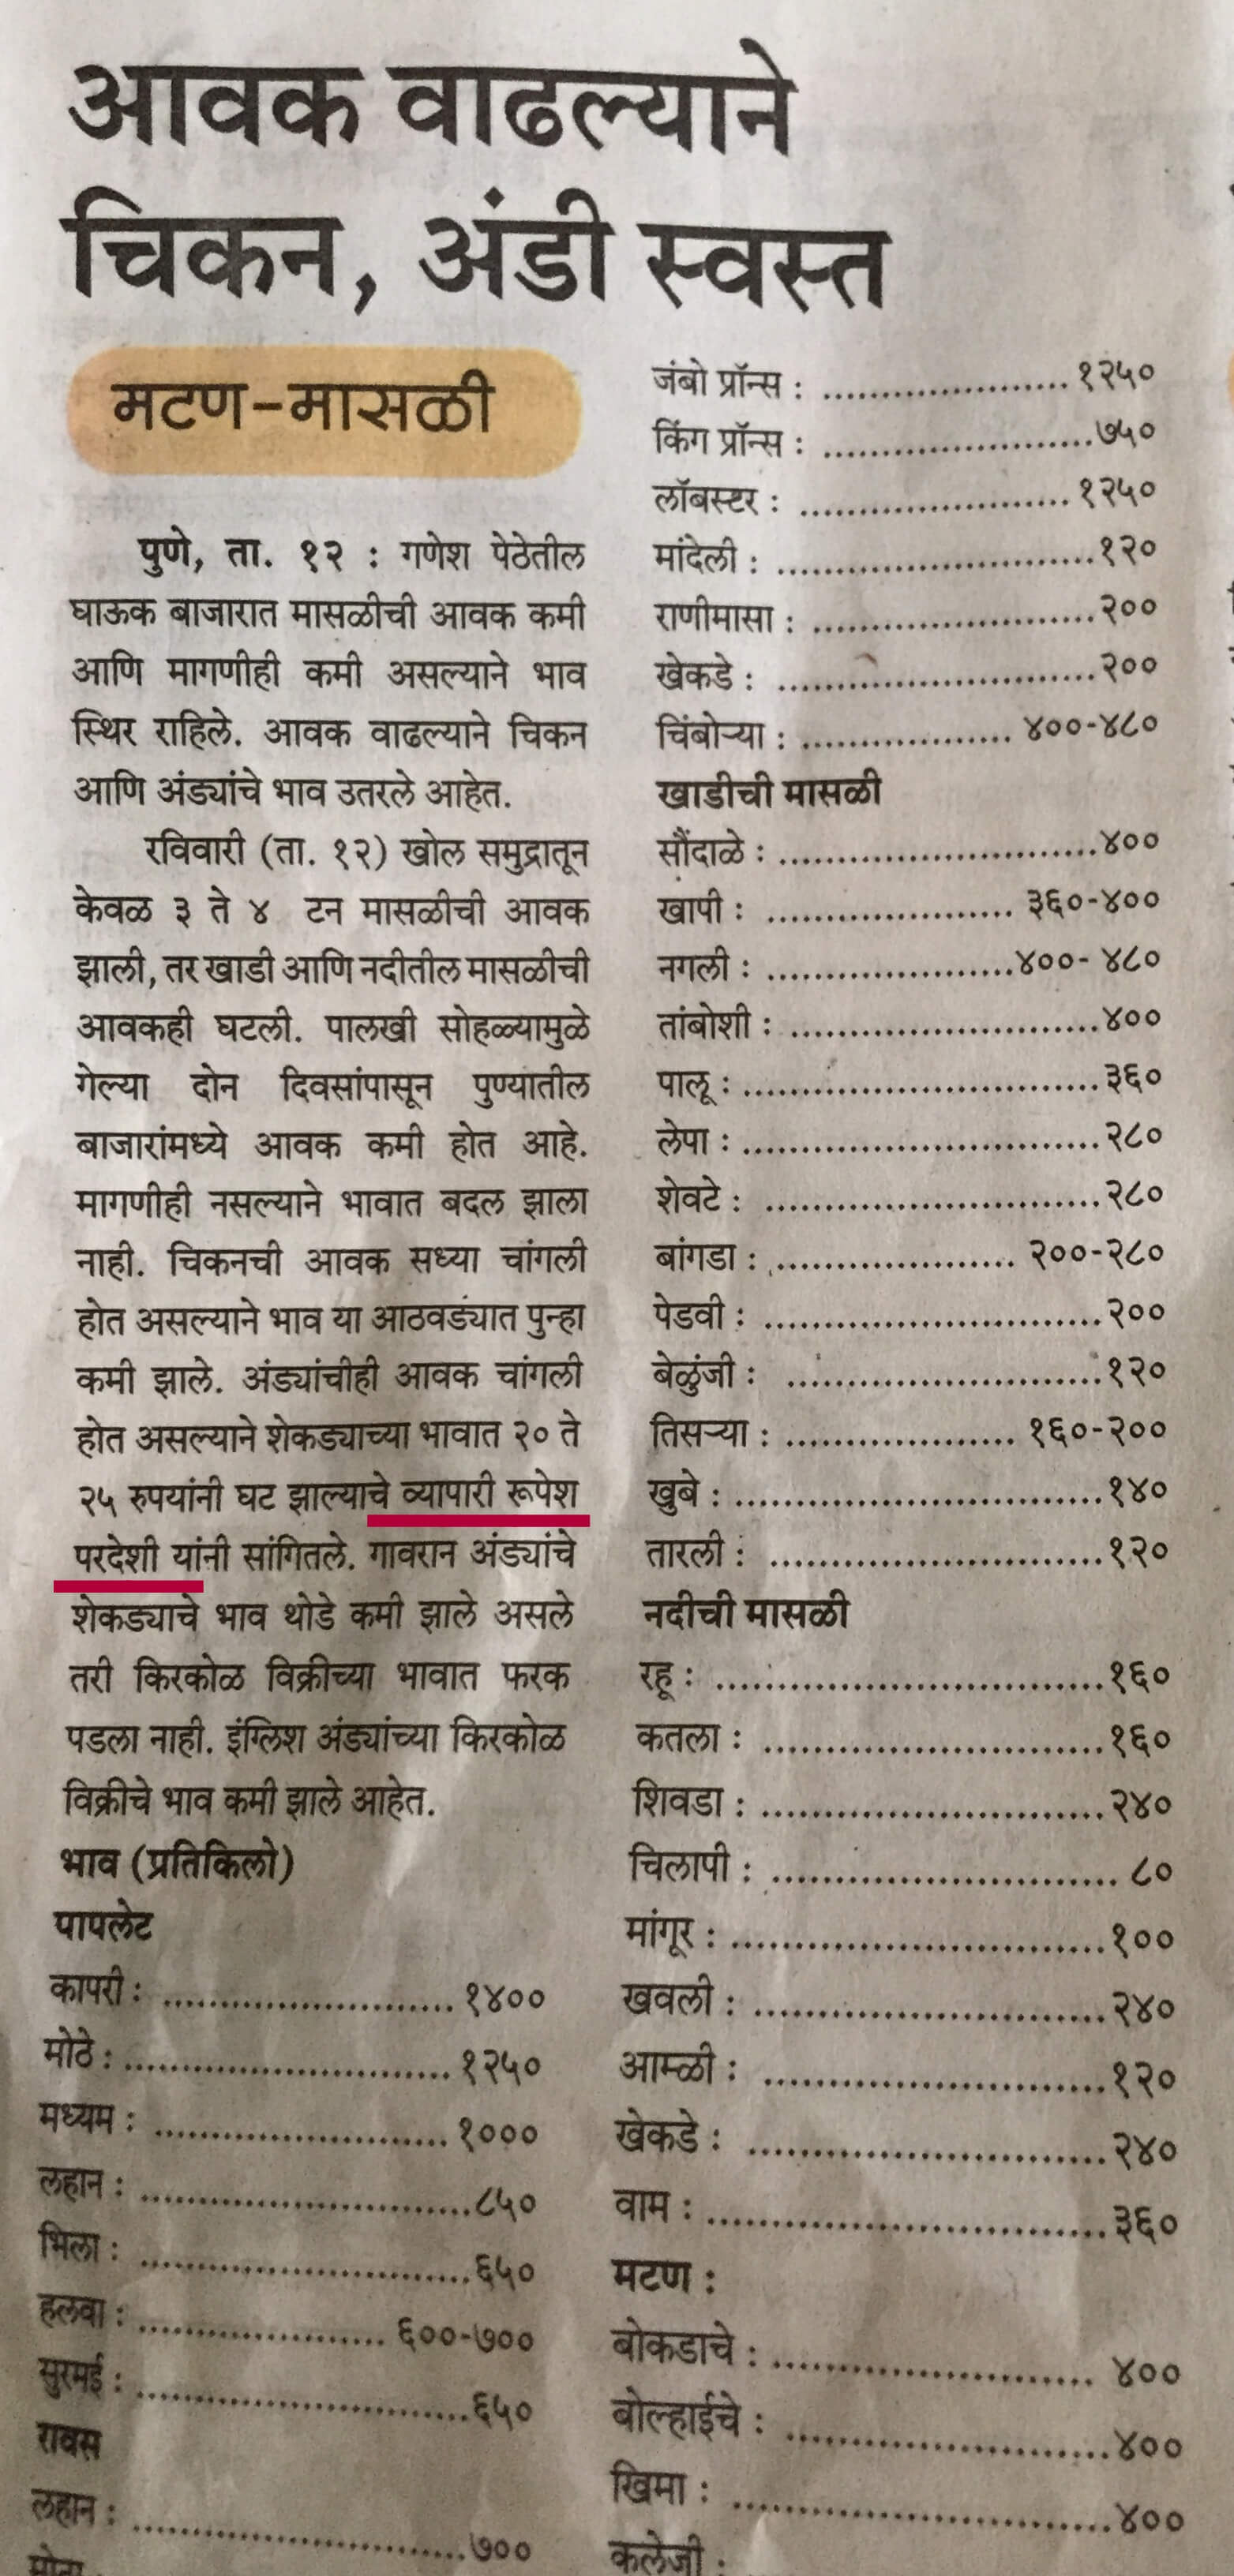 आवक वाढल्याने
चिकन, अंडी स्वस्त
मटण-मासळी
पुणे, ता. १२ : गणेश पेठेतील
घाऊक बाजारात मासळीची आवक कमी
आणि मागणीही कमी असल्याने भाव
स्थिर राहिले. आवक वाढल्याने चिकन
आणि अंड्यांचे भाव उतरले आहेत.
रविवारी (ता. १२) खोल समुद्रातून
केवळ ३ ते ४ टन मासळीची आवक
झाली, तर खाडी आणि नदीतील मासळीची
आवकही घटली. पालखी सोहळ्यामुळे
गेल्या दोन दिवसांपासून पुण्यातील
बाजारांमध्ये आवक कमी होत आहे.
मागणीही नसल्याने भावात बदल झाला
नाही. चिकनची आवक सध्या चांगली
होत असल्याने भाव या आठवड्यात पुन्हा
कमी झाले. अंड्यांचीही आवक चांगली
होत असल्याने शेकड्याच्या भावात २० ते
२५ रुपयांनी घट झाल्याचे व्यापारी रूपेश
परदेशी यांनी सांगितले. गावरान अंड्यांचे
शेकड्याचे भाव थोडे कमी झाले असले
तरी किरकोळ विक्रीच्या भावात फरक
पडला नाही. इंग्लिश अंड्यांच्या किरकोळ
विक्रीचे भाव कमी झाले आहेत.
भाव (प्रतिकिलो)
पापलेट
कापरी : ......................... १४००
मोठे : ............................. १२५०
मध्यम : .......................... १०००
लहान : .............................८५०
भिला : .............................६५०
हलवा : ...................... ६००-७००
सुरमई : .............................६५०
रावस
लहान : .............................७००
मोठा
जंबो प्रॉन्स : ..................... १२५०
किंग प्रॉन्स : .......................७५०
लॉबस्टर : ....................... १२५०
मांदेली : ...........................१२०
राणीमासा : ........................२००
खेकडे : ...........................२००
चिंबोऱ्या : .................. ४००-४८०
खाडीची मासळी
सौंदाळे : ...........................४००
खापी : ..................... ३६०-४००
नगली : .....................४००- ४८०
तांबोशी : ..........................४००
पालू : ..............................३६०
लेपा : ..............................२८०
शेवटे : ............................२८०
बांगडा : ..................... २००-२८०
पेडवी : ............................२००
बेळुंजी : ..........................१२०
तिसऱ्या : .................... १६०-२००
खुबे : ...............................१४०
तारली : ............................१२०
नदीची मासळी
रहू : .................................१६०
कतला : .............................१६०
शिवडा : .............................२४०
चिलापी : ............................. ८०
मांगूर : ................................१००
खवली : ..............................२४०
आम्ळी : .............................१२०
खेकडे : ..............................२४०
वाम : .................................३६०
मटण :
बोकडाचे : ........................... ४००
बोल्हाईचे : ...........................४००
खिमा : ................................४००
कलेजी :